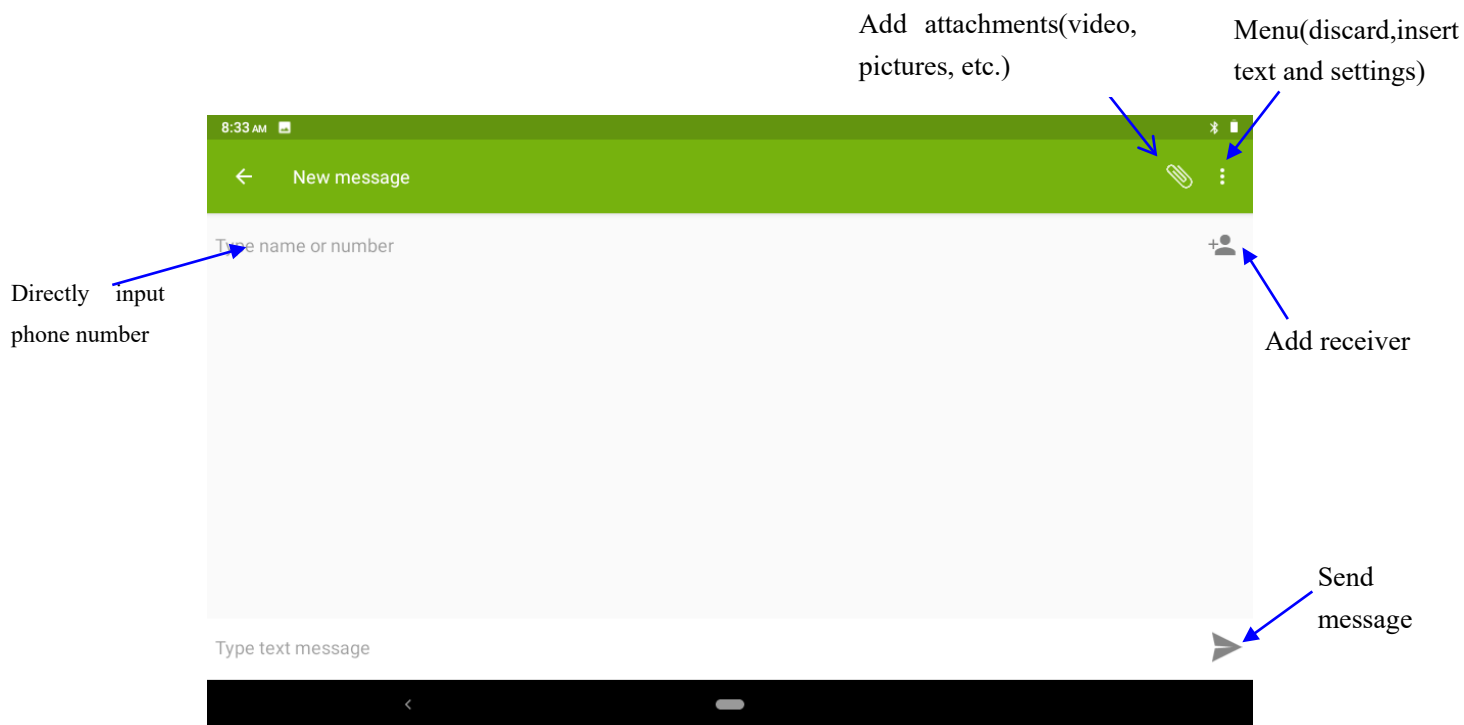 Add attachments(video,
pictures, etc.)
Menu(discard,insert
text and settings)
8:33 AM
New message
Type name or number
Directly input
phone number
Add receiver
Send
message
Type text message